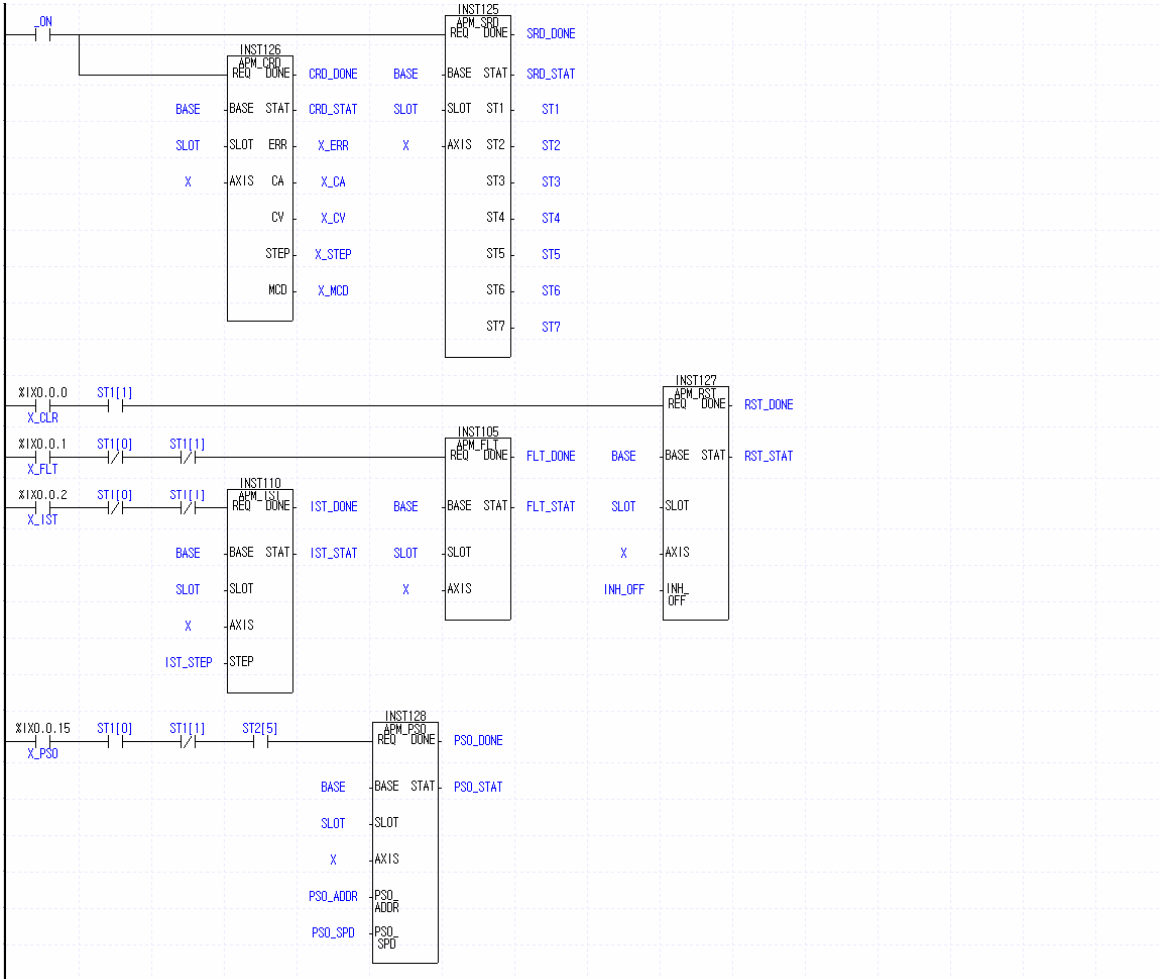 _ON
INST125
APM_SRD
REQ DONE SRD_DONE
INST126
APM_CRD
REQ DONE CRD_DONE BASE BASE STAT SRD_STAT
BASE BASE STAT CRD_STAT SLOT SLOT ST1 ST1
SLOT SLOT ERR X_ERR X AXIS ST2 ST2
X AXIS CA X_CA ST3 ST3
CV X_CV ST4 ST4
STEP X_STEP ST5 ST5
MCD X_MCD ST6 ST6
ST7 ST7
INST127
%IX0.0.0 ST1[1] APM_RST
REQ DONE RST_DONE
X_CLR
INST105
%IX0.0.1 ST1[0] ST1[1] APM_FLT
REQ DONE FLT_DONE BASE BASE STAT RST_STAT
X_FLT
INST110
%IX0.0.2 ST1[0] ST1[1] APM_IST
REQ DONE IST_DONE BASE BASE STAT FLT_STAT SLOT SLOT
X_IST
BASE BASE STAT IST_STAT SLOT SLOT X AXIS
SLOT SLOT X AXIS INH_OFF INH_
OFF
X AXIS
IST_STEP STEP
INST128
%IX0.0.15 ST1[0] ST1[1] ST2[5] APM_PSO
REQ DONE PSO_DONE
X_PSO
BASE BASE STAT PSO_STAT
SLOT SLOT
X AXIS
PSO_ADDR PSO_
ADDR
PSO_SPD PSO_
SPD